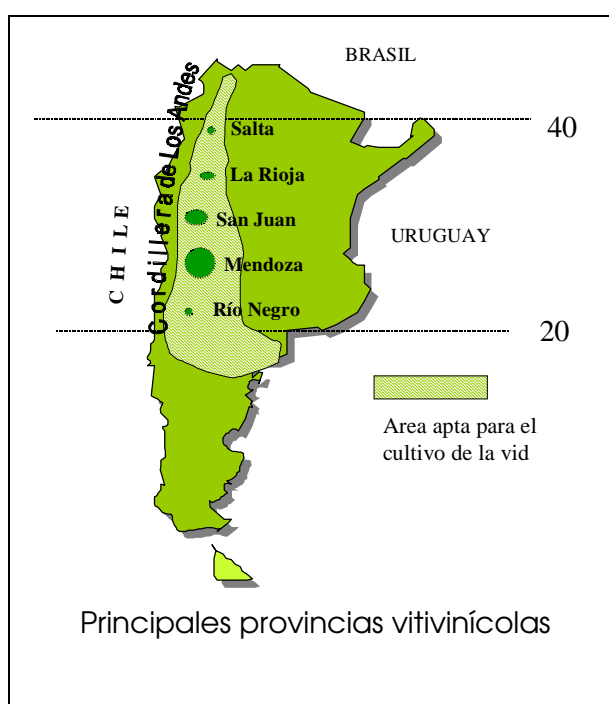 BRASIL
40
Salta
La Rioja
San Juan
Mendoza
Río Negro
Cordillera de Los Andes
CHILE
URUGUAY
20
Area apta para el
cultivo de la vid
Principales provincias vitivinícolas